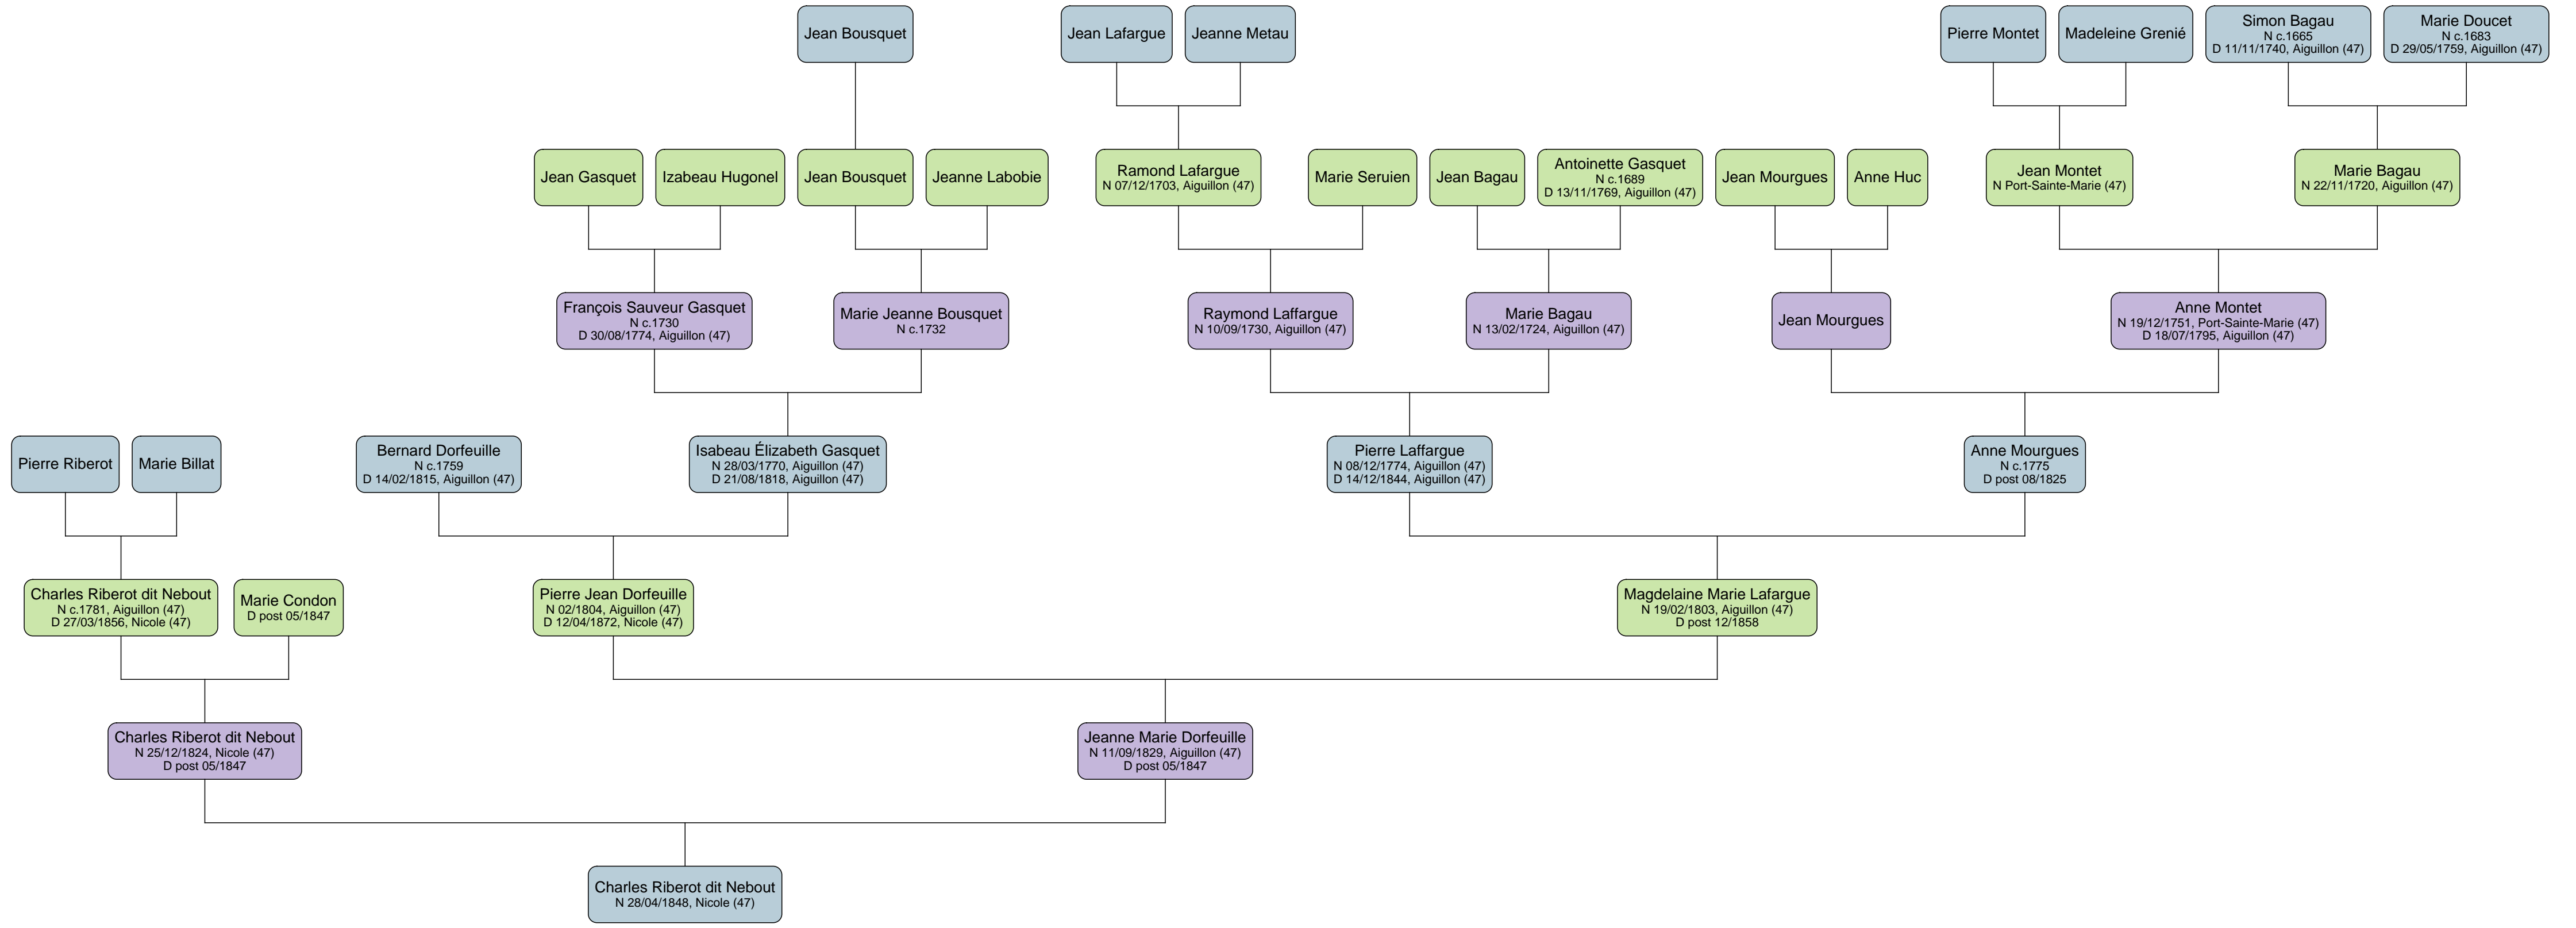 Jean Bousquet
Jean Lafargue
Jeanne Metau
Pierre Montet
Madeleine Grenié
Simon Bagau
N c.1665
D 11/11/1740, Aiguillon (47)
Marie Doucet
N c.1683
D 29/05/1759, Aiguillon (47)
Jean Gasquet
Izabeau Hugonel
Jean Bousquet
Jeanne Labobie
Ramond Lafargue
N 07/12/1703, Aiguillon (47)
Marie Seruien
Jean Bagau
Antoinette Gasquet
N c.1689
D 13/11/1769, Aiguillon (47)
Jean Mourgues
Anne Huc
Jean Montet
N Port-Sainte-Marie (47)
Marie Bagau
N 22/11/1720, Aiguillon (47)
François Sauveur Gasquet
N c.1730
D 30/08/1774, Aiguillon (47)
Marie Jeanne Bousquet
N c.1732
Raymond Laffargue
N 10/09/1730, Aiguillon (47)
Marie Bagau
N 13/02/1724, Aiguillon (47)
Jean Mourgues
Anne Montet
N 19/12/1751, Port-Sainte-Marie (47)
D 18/07/1795, Aiguillon (47)
Pierre Riberot
Marie Billat
Bernard Dorfeuille
N c.1759
D 14/02/1815, Aiguillon (47)
Isabeau Élizabeth Gasquet
N 28/03/1770, Aiguillon (47)
D 21/08/1818, Aiguillon (47)
Pierre Laffargue
N 08/12/1774, Aiguillon (47)
D 14/12/1844, Aiguillon (47)
Anne Mourgues
N c.1775
D post 08/1825
Charles Riberot dit Nebout
N c.1781, Aiguillon (47)
D 27/03/1856, Nicole (47)
Marie Condon
D post 05/1847
Pierre Jean Dorfeuille
N 02/1804, Aiguillon (47)
D 12/04/1872, Nicole (47)
Magdelaine Marie Lafargue
N 19/02/1803, Aiguillon (47)
D post 12/1858
Charles Riberot dit Nebout
N 25/12/1824, Nicole (47)
D post 05/1847
Jeanne Marie Dorfeuille
N 11/09/1829, Aiguillon (47)
D post 05/1847
Charles Riberot dit Nebout
N 28/04/1848, Nicole (47)